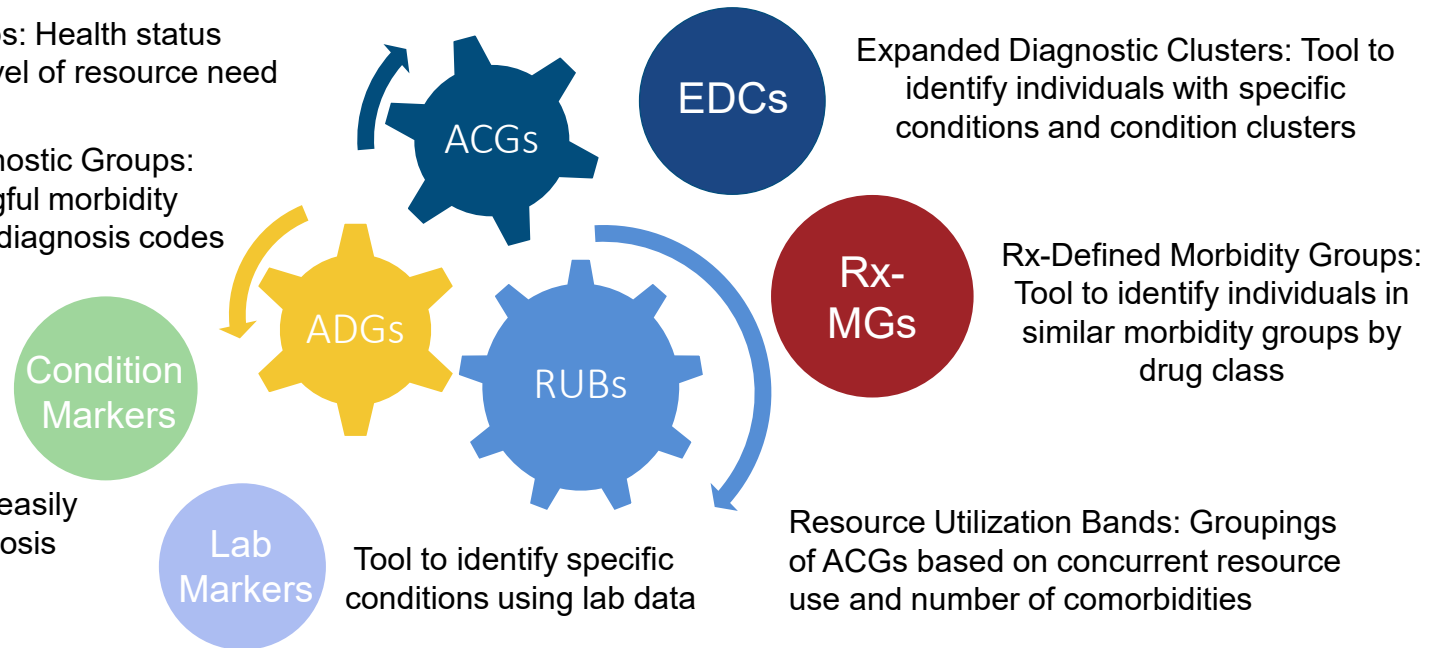 s: Health status
vel of resource need
nostic Groups:
gful morbidity
diagnosis codes
ACGs
EDCs
Expanded Diagnostic Clusters: Tool to
identify individuals with specific
conditions and condition clusters
ADGs
RUBs
Rx-
MGs
Rx-Defined Morbidity Groups:
Tool to identify individuals in
similar morbidity groups by
drug class
Condition
Markers
easily
osis
Lab
Markers
Tool to identify specific
conditions using lab data
Resource Utilization Bands: Groupings
of ACGs based on concurrent resource
use and number of comorbidities